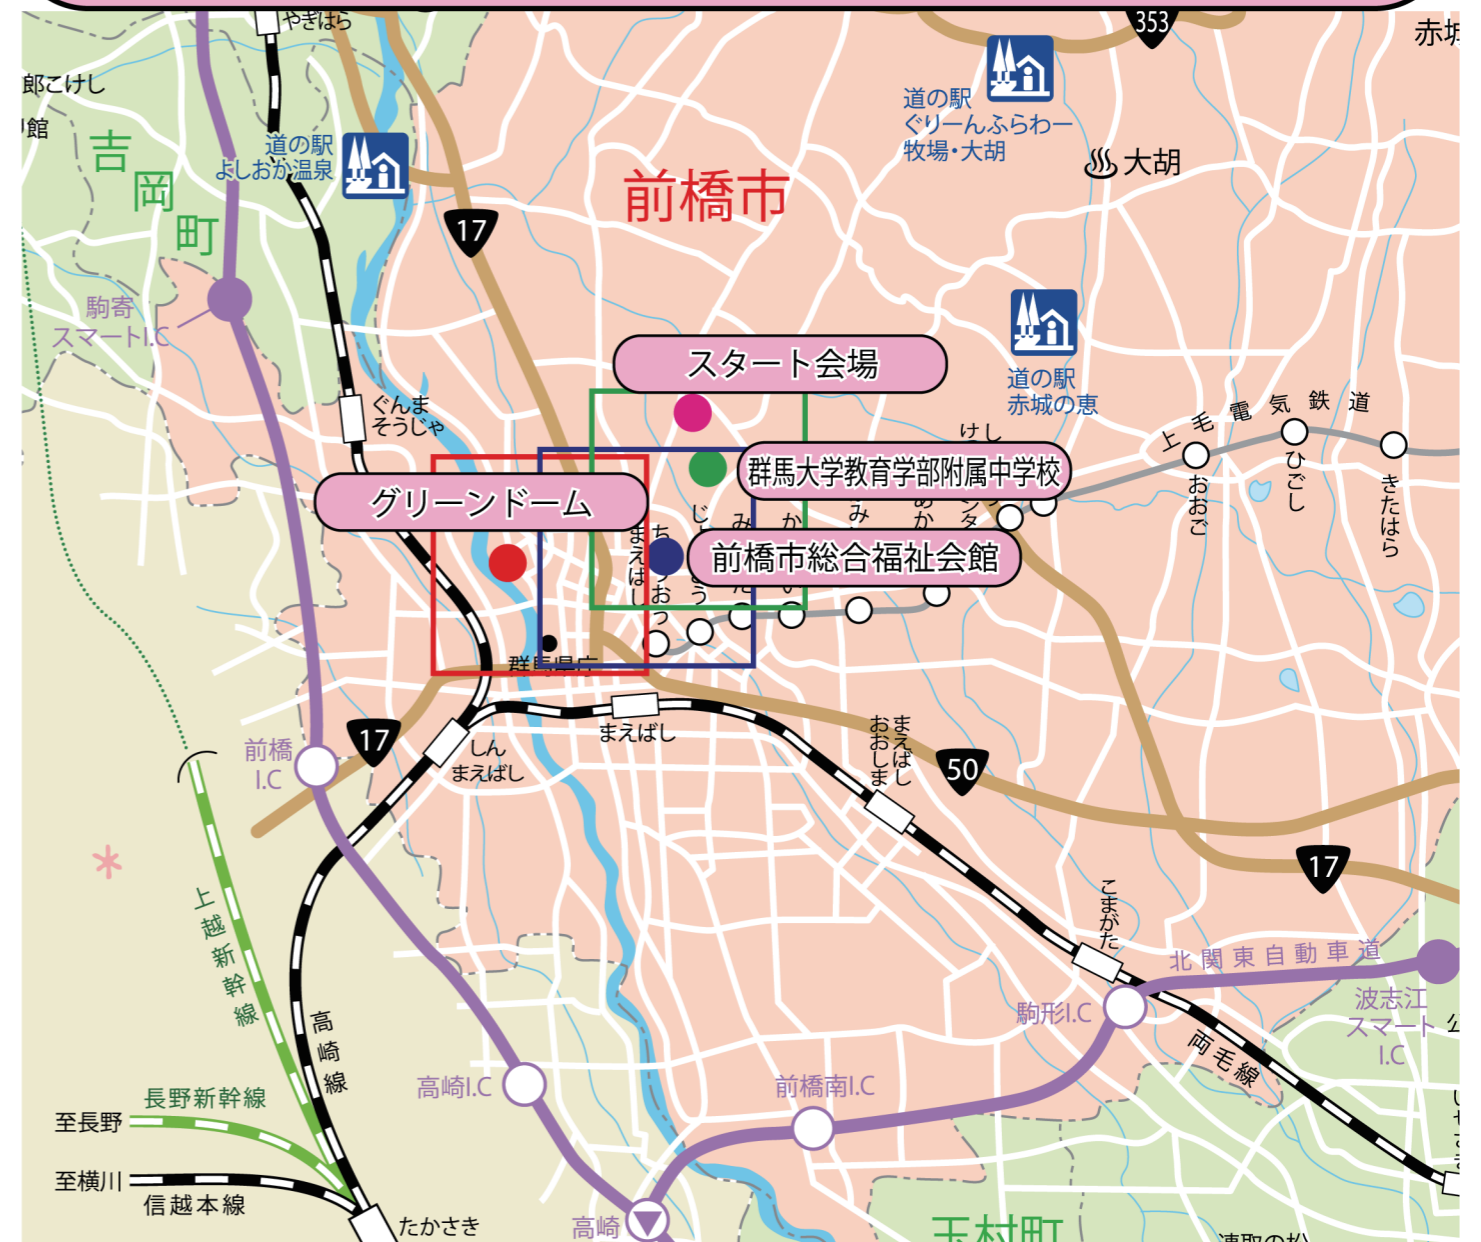 やぎはら
353
赤城
郎こけし
館
吉岡町
道の駅
よしおか温泉
道の駅
ぐりーんふらわー
牧場・大胡
大胡
前橋市
17
駒寄
スマートI.C
スタート会場
道の駅
赤城の恵
上毛電気鉄道
ぐんま
そうじゃ
群馬大学教育学部附属中学校
グリーンドーム
前橋市総合福祉会館
おおご
ひごし
きたはら
まえばし
群馬県庁
まえばし
しん
まえばし
17
前橋
I.C
まえばし
おおしま
50
17
こまがた
上越新幹線
北関東自動車道
波志江
スマート
I.C
駒形I.C
両毛線
高崎線
高崎I.C
前橋南I.C
長野新幹線
至長野
至横川
信越本線
たかさき
高崎
玉村町